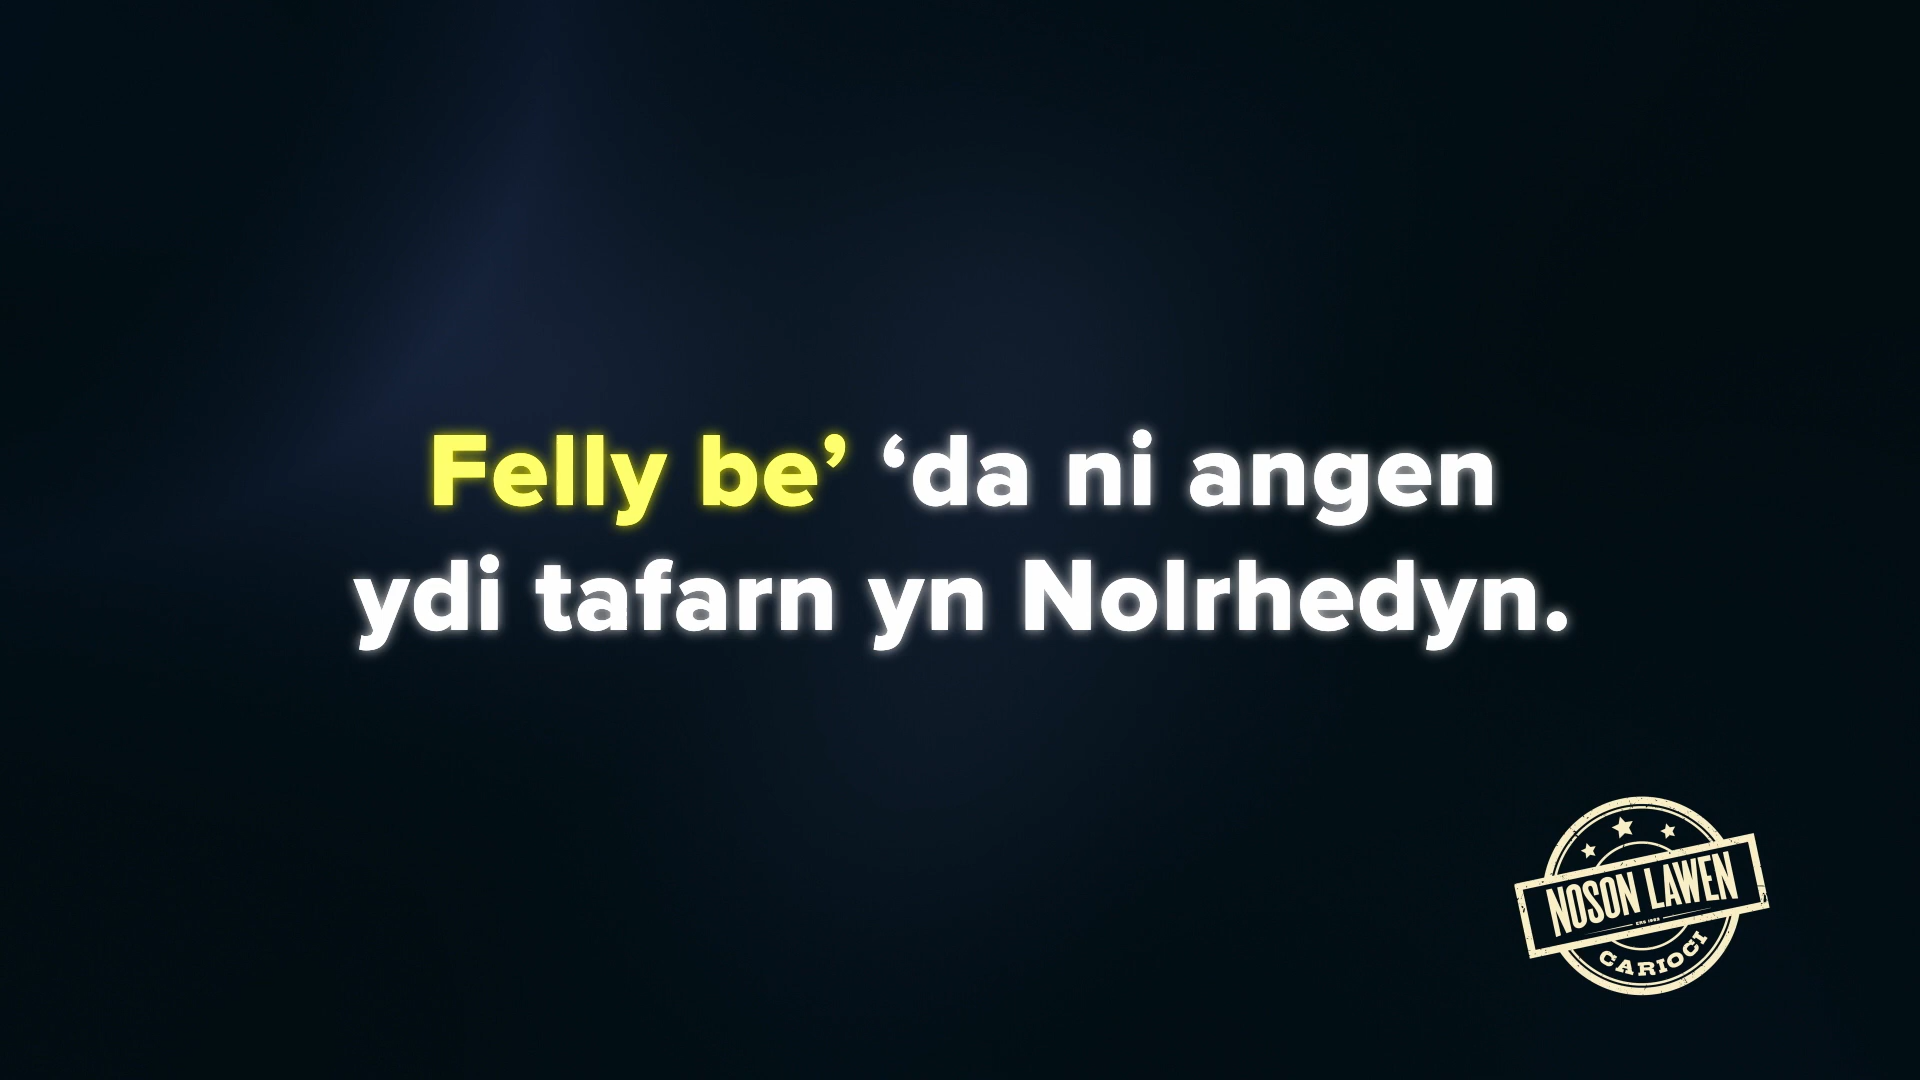 Felly be’ ‘da ni angen
ydi tafarn yn Nolrhedyn.
NOSON LAWEN
CARIOCI